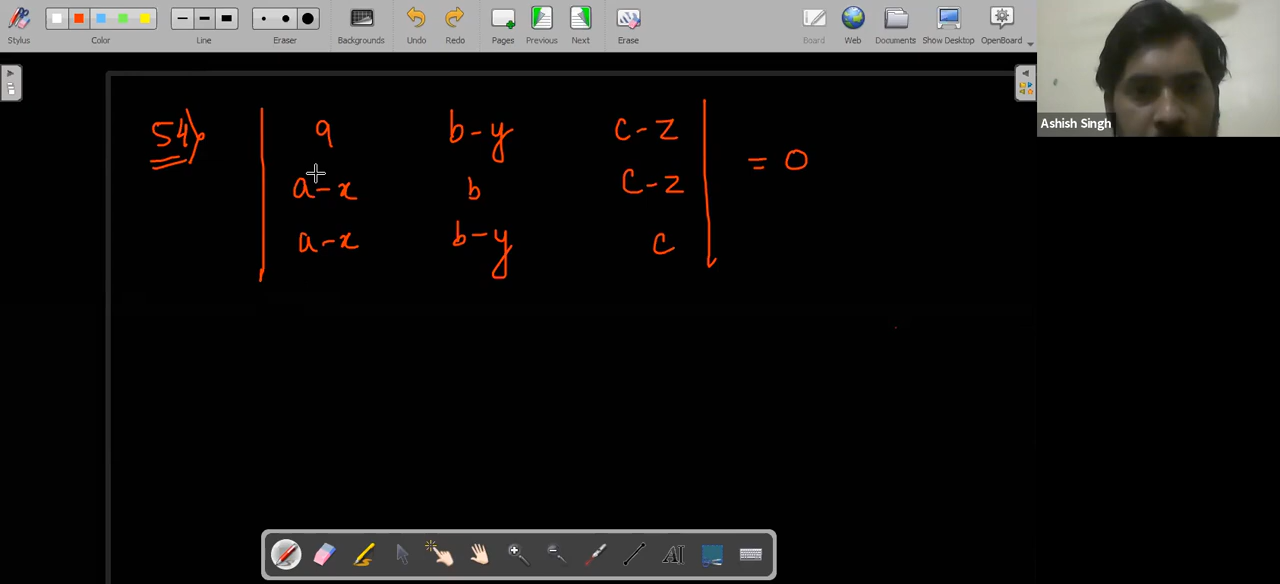 Stylus Color Line Eraser Backgrounds Undo Redo Pages Previous Next Erase Board Web Documents Show Desktop OpenBoard
Ashish Singh
54) | a b-y c-z |
| a-x b c-z | = 0
| a-x b-y c |
AI